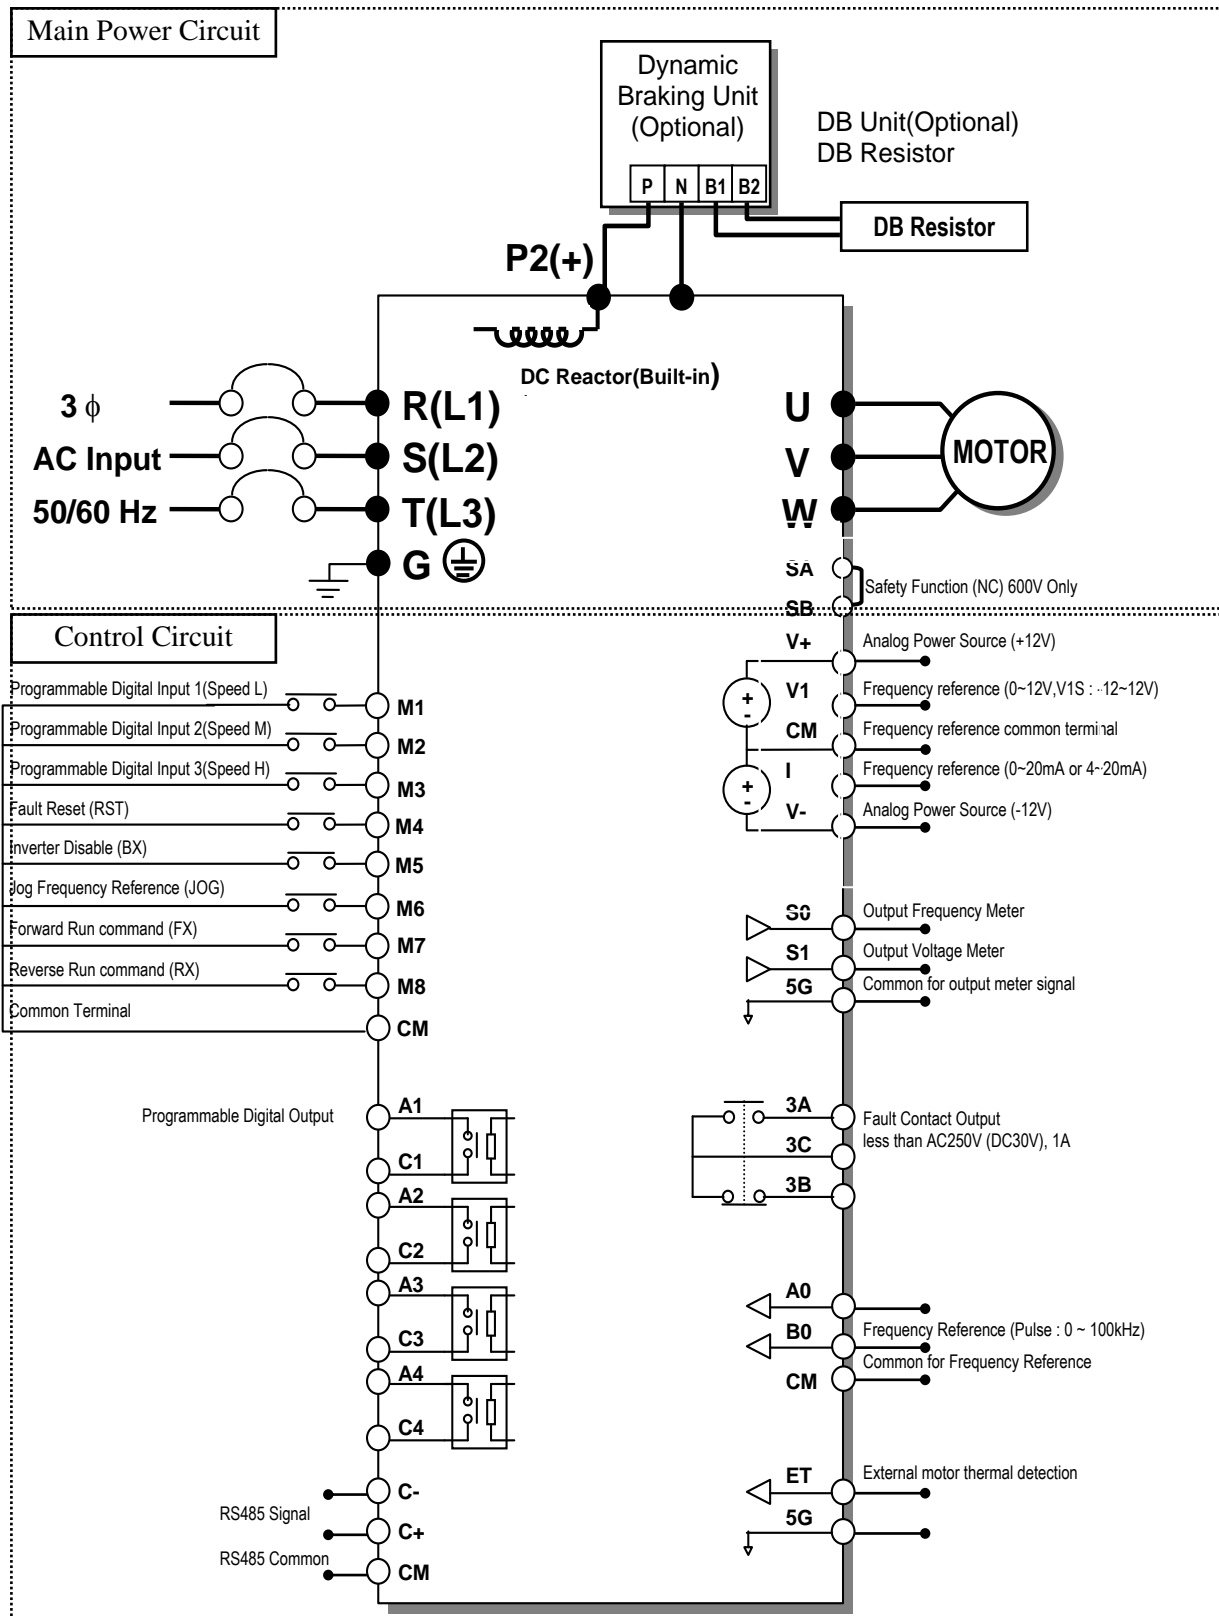 Main Power Circuit
Dynamic
Braking Unit
(Optional)
P N B1 B2
DB Unit(Optional)
DB Resistor
DB Resistor
P2(+)
DC Reactor(Built-in)
3 ϕ
AC Input
50/60 Hz
R(L1)
S(L2)
T(L3)
G
U
V
W
MOTOR
SA
SB
Safety Function (NC) 600V Only
Control Circuit
Programmable Digital Input 1(Speed L)
M1
Programmable Digital Input 2(Speed M)
M2
Programmable Digital Input 3(Speed H)
M3
Fault Reset (RST)
M4
Inverter Disable (BX)
M5
Jog Frequency Reference (JOG)
M6
Forward Run command (FX)
M7
Reverse Run command (RX)
M8
Common Terminal
CM
V+
Analog Power Source (+12V)
+
-
V1
Frequency reference (0~12V,V1S : -12~12V)
CM
Frequency reference common terminal
+
-
I
Frequency reference (0~20mA or 4~20mA)
V-
Analog Power Source (-12V)
S0
Output Frequency Meter
S1
Output Voltage Meter
5G
Common for output meter signal
Programmable Digital Output
A1
C1
A2
C2
A3
C3
A4
C4
3A
3C
3B
Fault Contact Output
less than AC250V (DC30V), 1A
A0
B0
Frequency Reference (Pulse : 0 ~ 100kHz)
Common for Frequency Reference
CM
ET
External motor thermal detection
5G
C-
RS485 Signal
C+
RS485 Common
CM